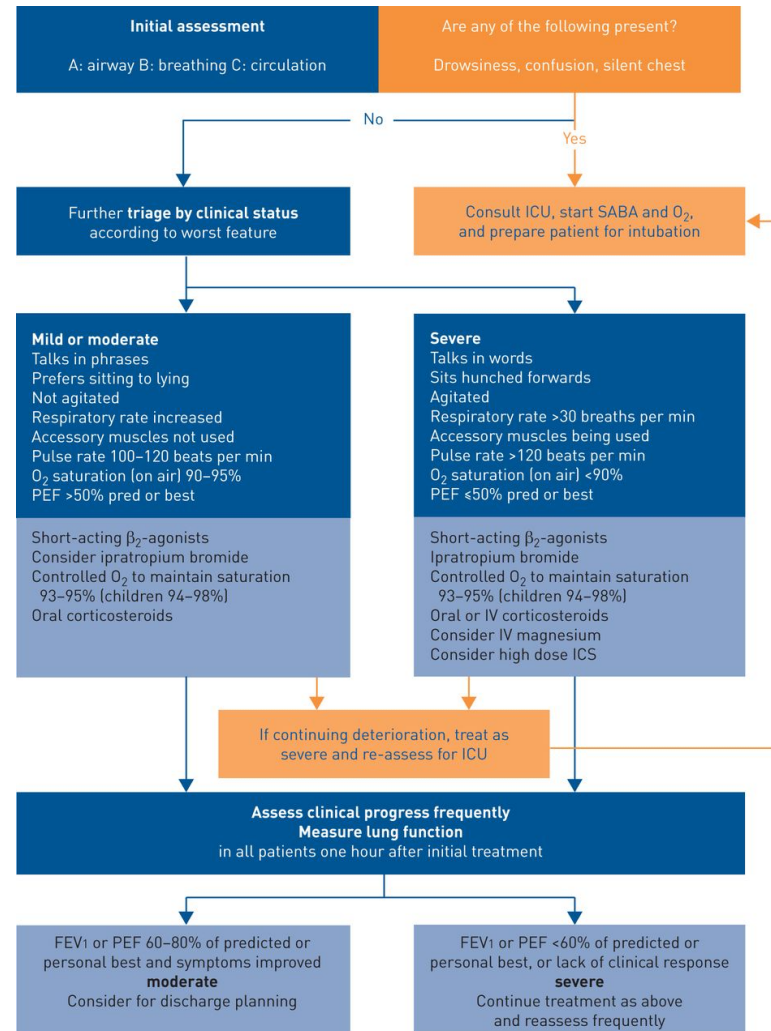 Initial assessment
A: airway B: breathing C: circulation
Are any of the following present?
Drowsiness, confusion, silent chest
No
Yes
Further triage by clinical status
according to worst feature
Consult ICU, start SABA and O₂,
and prepare patient for intubation
Mild or moderate
Talks in phrases
Prefers sitting to lying
Not agitated
Respiratory rate increased
Accessory muscles not used
Pulse rate 100–120 beats per min
O₂ saturation (on air) 90–95%
PEF >50% pred or best
Short-acting β₂-agonists
Consider ipratropium bromide
Controlled O₂ to maintain saturation
93–95% (children 94–98%)
Oral corticosteroids
Severe
Talks in words
Sits hunched forwards
Agitated
Respiratory rate >30 breaths per min
Accessory muscles being used
Pulse rate >120 beats per min
O₂ saturation (on air) <90%
PEF ≤50% pred or best
Short-acting β₂-agonists
Ipratropium bromide
Controlled O₂ to maintain saturation
93–95% (children 94–98%)
Oral or IV corticosteroids
Consider IV magnesium
Consider high dose ICS
If continuing deterioration, treat as
severe and re-assess for ICU
Assess clinical progress frequently
Measure lung function
in all patients one hour after initial treatment
FEV₁ or PEF 60–80% of predicted or
personal best and symptoms improved
moderate
Consider for discharge planning
FEV₁ or PEF <60% of predicted or
personal best, or lack of clinical response
severe
Continue treatment as above
and reassess frequently